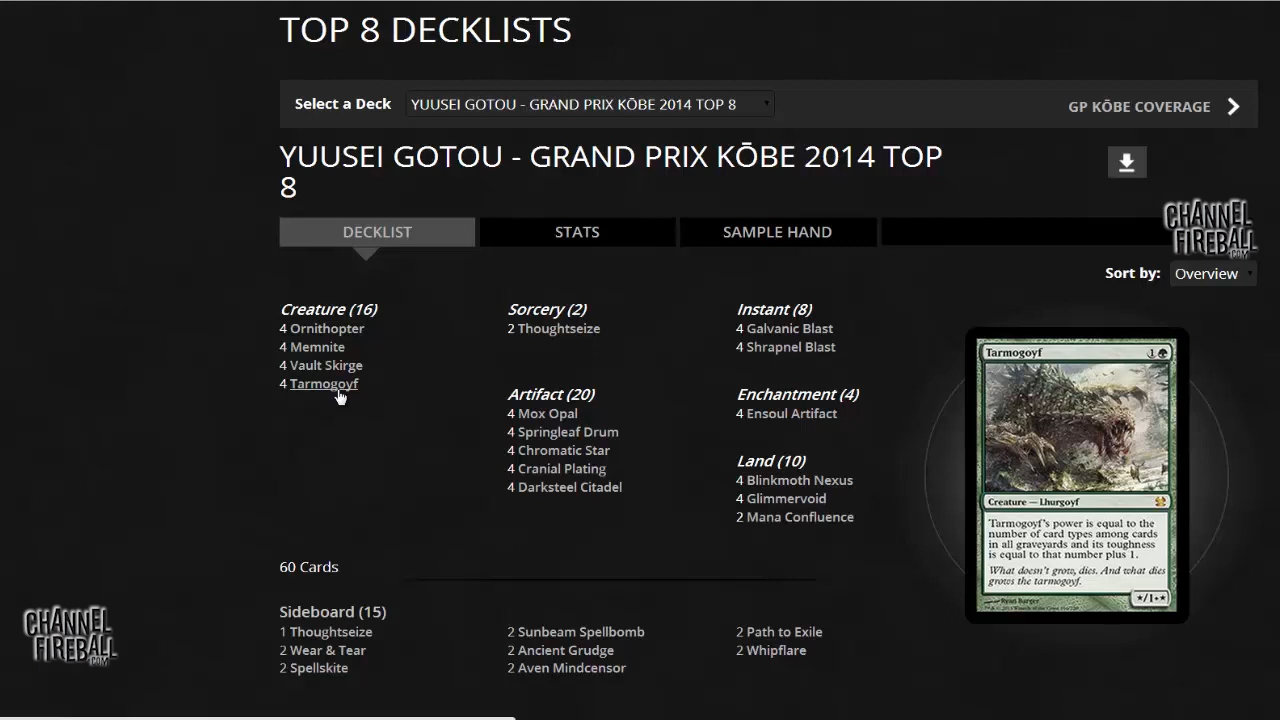 TOP 8 DECKLISTS
Select a Deck
YUUSEI GOTOU - GRAND PRIX KŌBE 2014 TOP 8
GP KŌBE COVERAGE
YUUSEI GOTOU - GRAND PRIX KŌBE 2014 TOP
8
DECKLIST
STATS
SAMPLE HAND
CHANNEL
FIREBALL
.COM
Sort by:
Overview
Creature (16)
4 Ornithopter
4 Memnite
4 Vault Skirge
4 Tarmogoyf
Sorcery (2)
2 Thoughtseize
Artifact (20)
4 Mox Opal
4 Springleaf Drum
4 Chromatic Star
4 Cranial Plating
4 Darksteel Citadel
Instant (8)
4 Galvanic Blast
4 Shrapnel Blast
Enchantment (4)
4 Ensoul Artifact
Land (10)
4 Blinkmoth Nexus
4 Glimmervoid
2 Mana Confluence
Tarmogoyf
1
Creature — Lhurgoyf
Tarmogoyf's power is equal to the
number of card types among cards
in all graveyards and its toughness
is equal to that number plus 1.
What doesn't grow, dies. And what dies
grows the tarmogoyf.
★/1+★
60 Cards
Sideboard (15)
1 Thoughtseize
2 Wear & Tear
2 Spellskite
2 Sunbeam Spellbomb
2 Ancient Grudge
2 Aven Mindcensor
2 Path to Exile
2 Whipflare
CHANNEL
FIREBALL
.COM